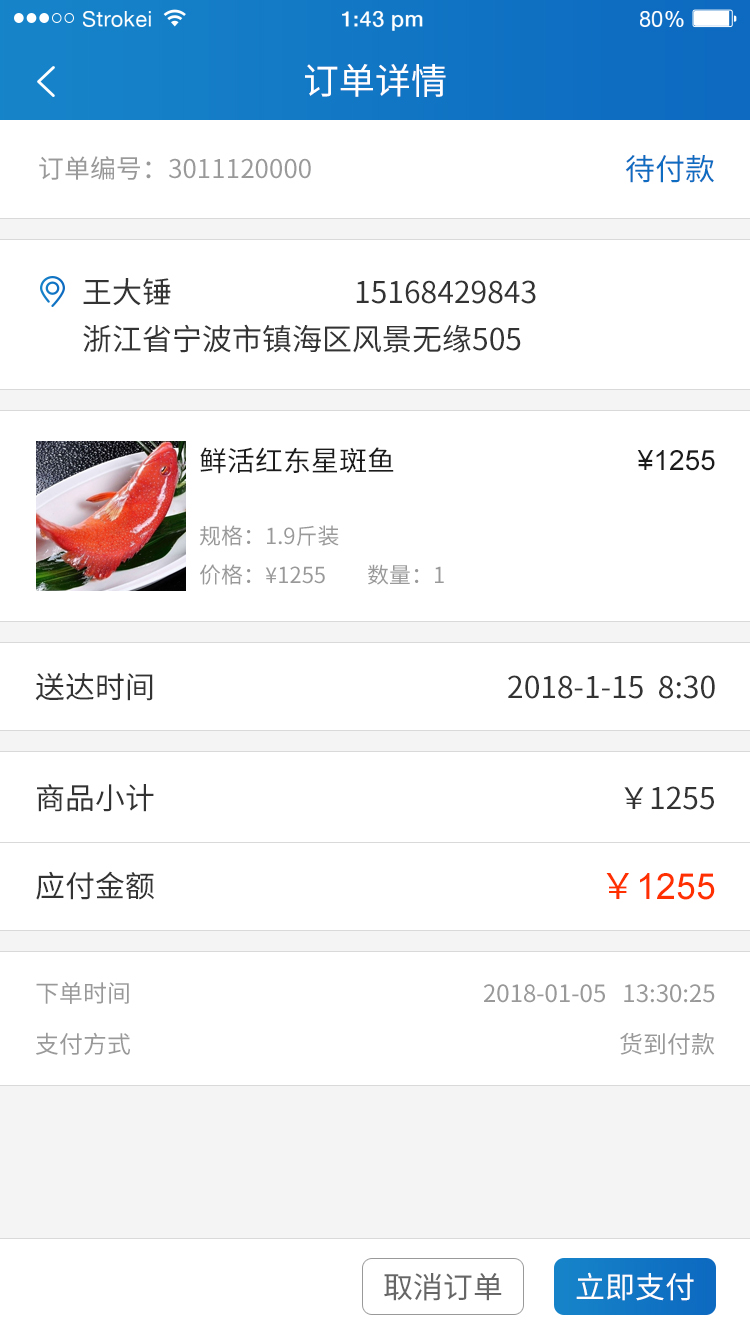 Strokei 1:43 pm 80%
订单详情
订单编号：3011120000 待付款
王大锤 15168429843
浙江省宁波市镇海区风景无缘505
鲜活红东星斑鱼 ¥1255
规格：1.9斤装
价格：¥1255 数量：1
送达时间 2018-1-15 8:30
商品小计 ￥1255
应付金额 ￥1255
下单时间 2018-01-05 13:30:25
支付方式 货到付款
取消订单 立即支付